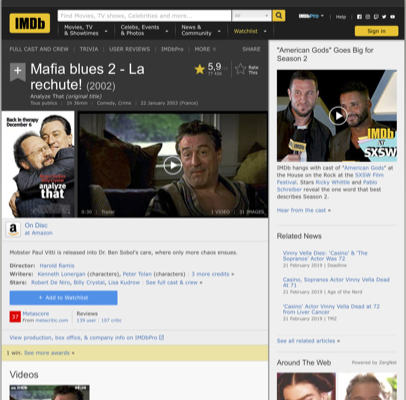 IMDb
Find Movies, TV shows, Celebrities and more...
All
Movies, TV & Showtimes
Celebs, Events & Photos
News & Community
Watchlist
IMDbPro
Help
Sign in
FULL CAST AND CREW | TRIVIA | USER REVIEWS | IMDbPro | MORE
SHARE
Mafia blues 2 - La rechute! (2002)
Analyze That (original title)
Tous publics | 1h 36min | Comedy, Crime | 22 January 2003 (France)
5,9
Rate This
Back in therapy
December 6
analyze that
0:30 | Trailer
1 VIDEO | 31 IMAGES
On Disc
at Amazon
Mobster Paul Vitti is released into Dr. Ben Sobel's care, where only more chaos ensues.
Director: Harold Ramis
Writers: Kenneth Lonergan (characters), Peter Tolan (characters) | 3 more credits »
Stars: Robert De Niro, Billy Crystal, Lisa Kudrow | See full cast & crew »
+ Add to Watchlist
37
Metascore
From metacritic.com
Reviews
139 user | 107 critic
View production, box office, & company info on IMDbPro
1 win. See more awards »
Videos
"American Gods" Goes Big for Season 2
IMDb
SXSW
IMDb hangs with cast of "American Gods" at the House on the Rock at the SXSW Film Festival. Stars Ricky Whittle and Pablo Schreiber reveal the one word that best describes Season 2.
Hear from the cast »
Related News
Vinny Vella Dies: 'Casino' & 'The Sopranos' Actor Was 72
21 February 2019 | Deadline
Casino, Sopranos Actor Vinny Vella Dead At 71
21 February 2019 | Age of the Nerd
'Casino' Actor Vinny Vella Dead at 72 from Liver Cancer
21 February 2019 | TMZ
See all related articles »
Around The Web
Powered by ZergNet